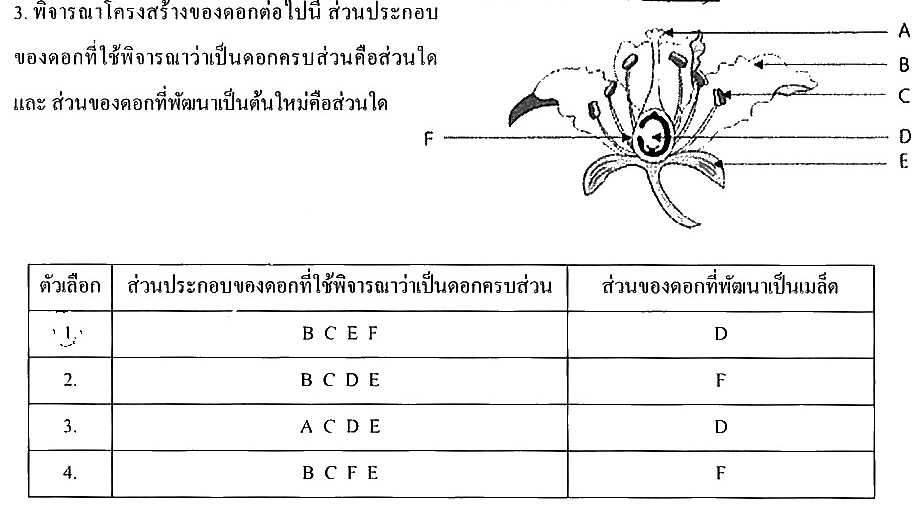 3. พิจารณาโครงสร้างของดอกต่อไปนี้ ส่วนประกอบ
ของดอกที่ใช้พิจารณาว่าเป็นดอกครบส่วนคือส่วนใด
และ ส่วนของดอกที่พัฒนาเป็นต้นใหม่คือส่วนใด
A
B
C
F
D
E
ตัวเลือก ส่วนประกอบของดอกที่ใช้พิจารณาว่าเป็นดอกครบส่วน ส่วนของดอกที่พัฒนาเป็นเมล็ด
1. B C E F D
2. B C D E F
3. A C D E D
4. B C F E F